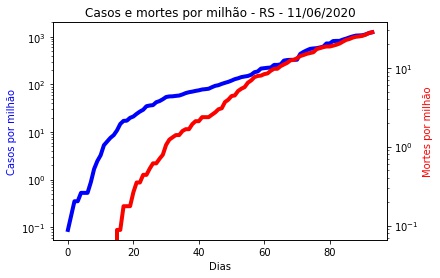 Casos e mortes por milhão - RS - 11/06/2020
10³
10²
10¹
10⁰
10⁻¹
Casos por milhão
10¹
10⁰
10⁻¹
Mortes por milhão
0 20 40 60 80
Dias